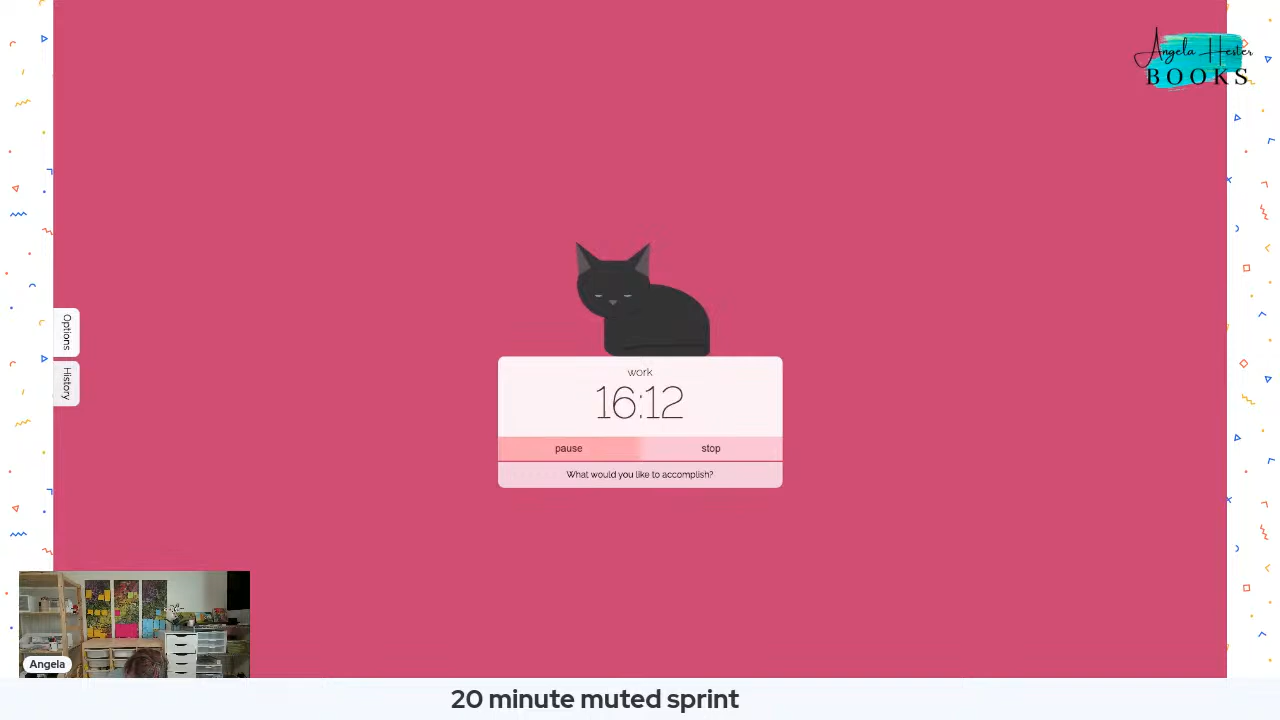 Angela Hester
BOOKS
Options
History
work
16:12
pause
stop
What would you like to accomplish?
Angela
20 minute muted sprint